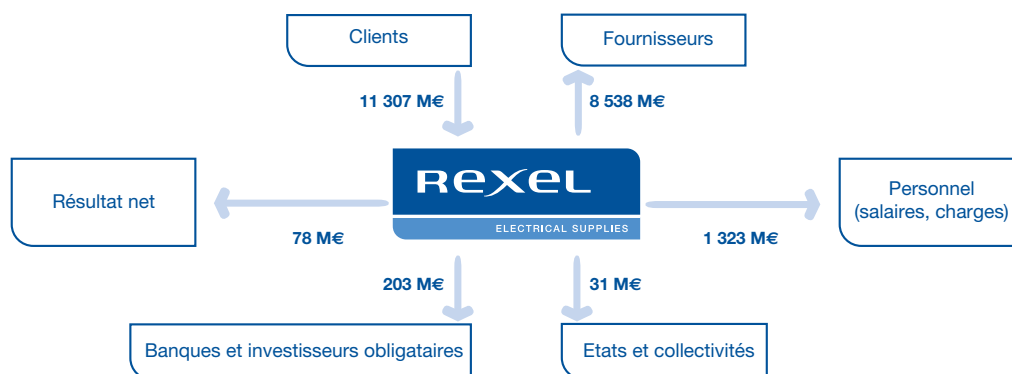 Clients
Fournisseurs
11 307 M€
8 538 M€
Résultat net
REXEL
ELECTRICAL SUPPLIES
Personnel
(salaires, charges)
78 M€
1 323 M€
203 M€
31 M€
Banques et investisseurs obligataires
Etats et collectivités